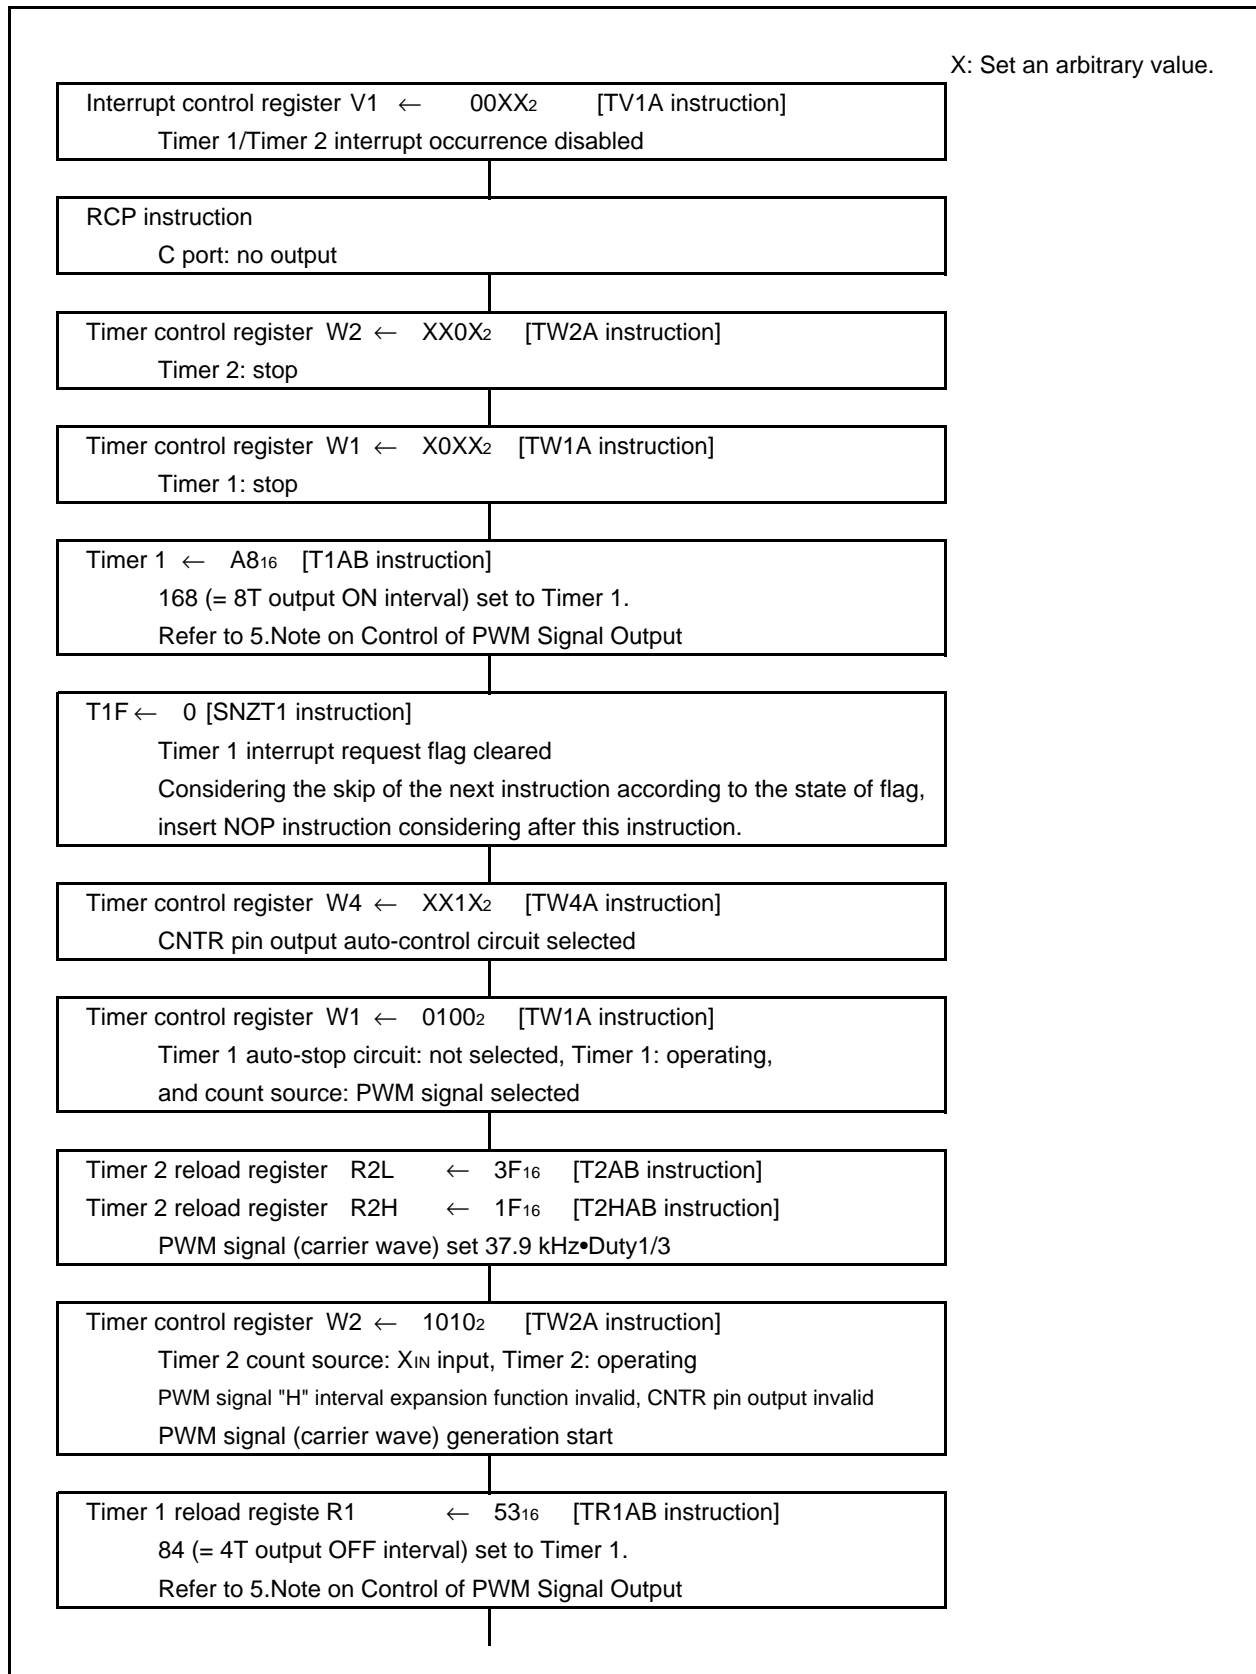 X: Set an arbitrary value.
Interrupt control register V1 ← 00XX₂ [TV1A instruction]
Timer 1/Timer 2 interrupt occurrence disabled
RCP instruction
C port: no output
Timer control register W2 ← XX0X₂ [TW2A instruction]
Timer 2: stop
Timer control register W1 ← X0XX₂ [TW1A instruction]
Timer 1: stop
Timer 1 ← A8₁₆ [T1AB instruction]
168 (= 8T output ON interval) set to Timer 1.
Refer to 5.Note on Control of PWM Signal Output
T1F ← 0 [SNZT1 instruction]
Timer 1 interrupt request flag cleared
Considering the skip of the next instruction according to the state of flag,
insert NOP instruction considering after this instruction.
Timer control register W4 ← XX1X₂ [TW4A instruction]
CNTR pin output auto-control circuit selected
Timer control register W1 ← 0100₂ [TW1A instruction]
Timer 1 auto-stop circuit: not selected, Timer 1: operating,
and count source: PWM signal selected
Timer 2 reload register R2L ← 3F₁₆ [T2AB instruction]
Timer 2 reload register R2H ← 1F₁₆ [T2HAB instruction]
PWM signal (carrier wave) set 37.9 kHz•Duty1/3
Timer control register W2 ← 1010₂ [TW2A instruction]
Timer 2 count source: XIN input, Timer 2: operating
PWM signal "H" interval expansion function invalid, CNTR pin output invalid
PWM signal (carrier wave) generation start
Timer 1 reload registe R1 ← 53₁₆ [TR1AB instruction]
84 (= 4T output OFF interval) set to Timer 1.
Refer to 5.Note on Control of PWM Signal Output